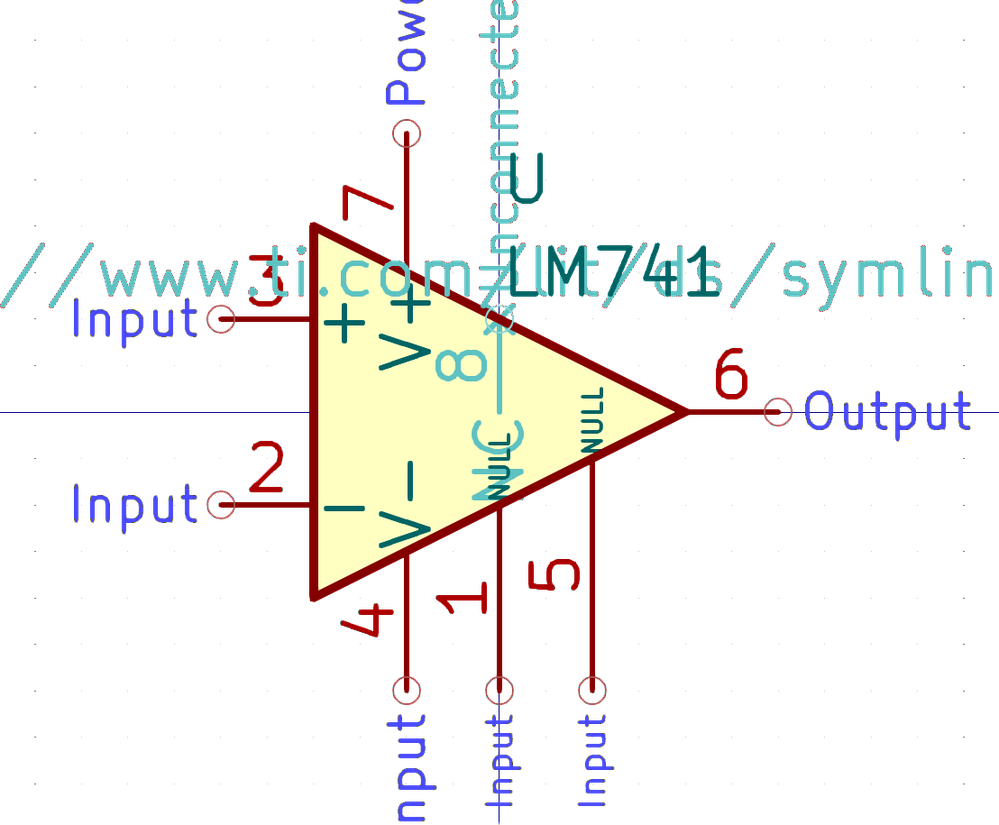 Powe
Unconnecte
U
7
//www.ti.com/lit/ds/symlin
LM741
3
Input
+
V+
8
6
Output
NULL
NC
NULL
2
Input
−
V−
4
1
5
nput
Input
Input